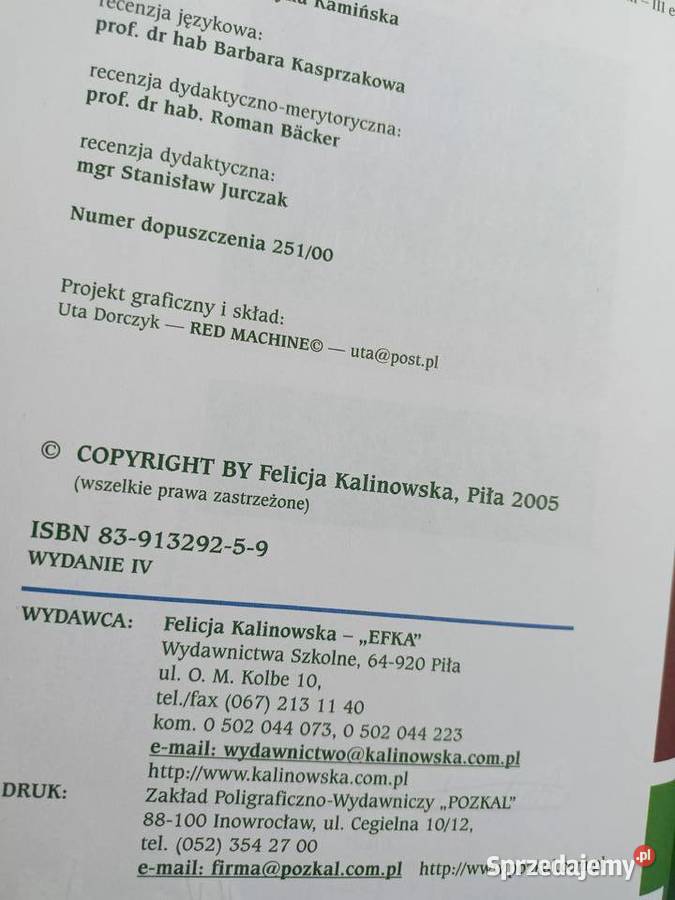 Kamińska
– III e
recenzja językowa:
prof. dr hab Barbara Kasprzakowa
recenzja dydaktyczno-merytoryczna:
prof. dr hab. Roman Bäcker
recenzja dydaktyczna:
mgr Stanisław Jurczak
Numer dopuszczenia 251/00
Projekt graficzny i skład:
Uta Dorczyk — RED MACHINE© — uta@post.pl
© COPYRIGHT BY Felicja Kalinowska, Piła 2005
(wszelkie prawa zastrzeżone)
ISBN 83-913292-5-9
WYDANIE IV
WYDAWCA: Felicja Kalinowska – „EFKA”
Wydawnictwa Szkolne, 64-920 Piła
ul. O. M. Kolbe 10,
tel./fax (067) 213 11 40
kom. 0 502 044 073, 0 502 044 223
e-mail: wydawnictwo@kalinowska.com.pl
http://www.kalinowska.com.pl
DRUK: Zakład Poligraficzno-Wydawniczy „POZKAL”
88-100 Inowrocław, ul. Cegielna 10/12,
tel. (052) 354 27 00
e-mail: firma@pozkal.com.pl http://www
Sprzedajemy.pl